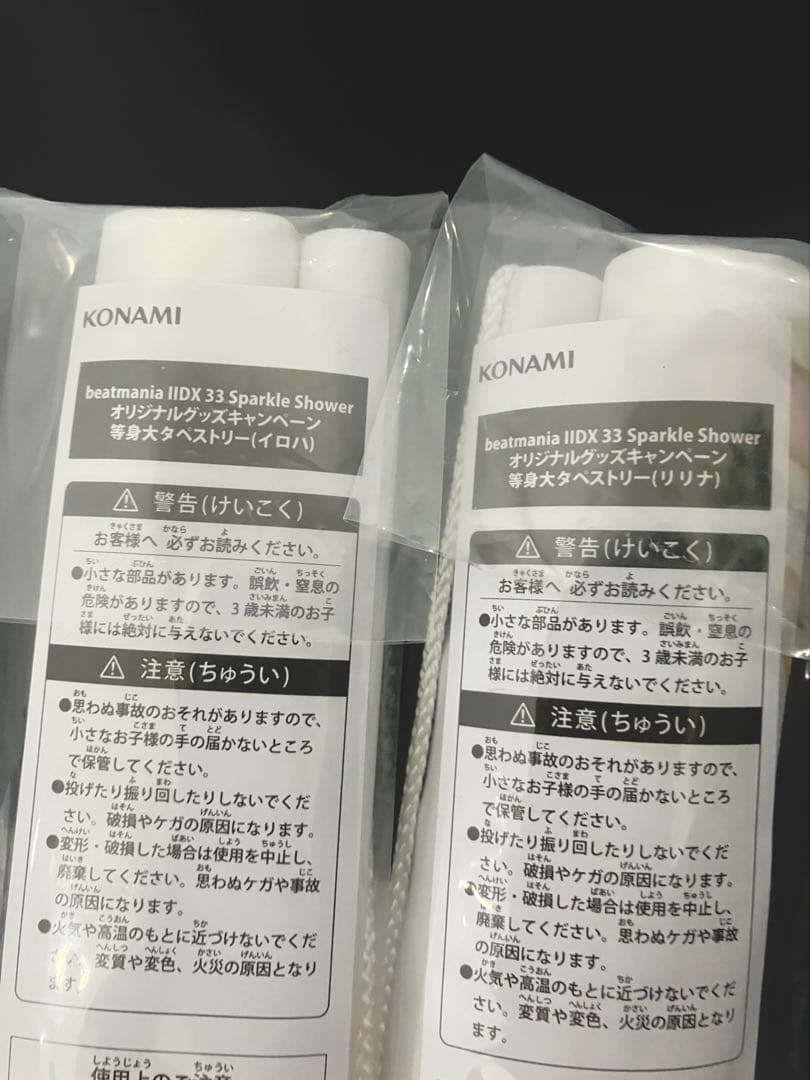 KONAMI
beatmania IIDX 33 Sparkle Shower
オリジナルグッズキャンペーン
等身大タペストリー(イロハ)
警告(けいこく)
お客様へ 必ずお読みください。
●小さな部品があります。誤飲・窒息の
危険がありますので、3歳未満のお子
様には絶対に与えないでください。
注意(ちゅうい)
●思わぬ事故のおそれがありますので、
小さなお子様の手の届かないところ
で保管してください。
●投げたり振り回したりしないでくだ
さい。破損やケガの原因になります。
●変形・破損した場合は使用を中止し、
廃棄してください。思わぬケガや事故
の原因になります。
●火気や高温のもとに近づけないでくだ
さい。変質や変色、火災の原因となり
ます。
使用上のご注意
KONAMI
beatmania IIDX 33 Sparkle Shower
オリジナルグッズキャンペーン
等身大タペストリー(リリナ)
警告(けいこく)
お客様へ 必ずお読みください。
●小さな部品があります。誤飲・窒息の
危険がありますので、3歳未満のお子
様には絶対に与えないでください。
注意(ちゅうい)
●思わぬ事故のおそれがありますので、
小さなお子様の手の届かないところ
で保管してください。
●投げたり振り回したりしないでくだ
さい。破損やケガの原因になります。
●変形・破損した場合は使用を中止し、
廃棄してください。思わぬケガや事故
の原因になります。
●火気や高温のもとに近づけないでくだ
さい。変質や変色、火災の原因となり
ます。